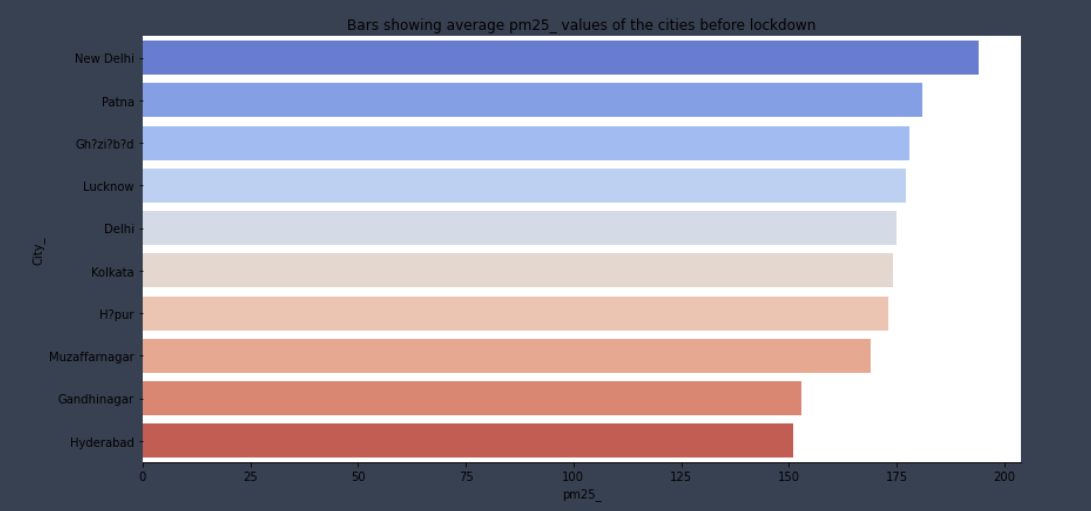 Bars showing average pm25_ values of the cities before lockdown
New Delhi
Patna
Gh?zi?b?d
Lucknow
Delhi
Kolkata
H?pur
Muzaffarnagar
Gandhinagar
Hyderabad
City_
0 25 50 75 100 125 150 175 200
pm25_